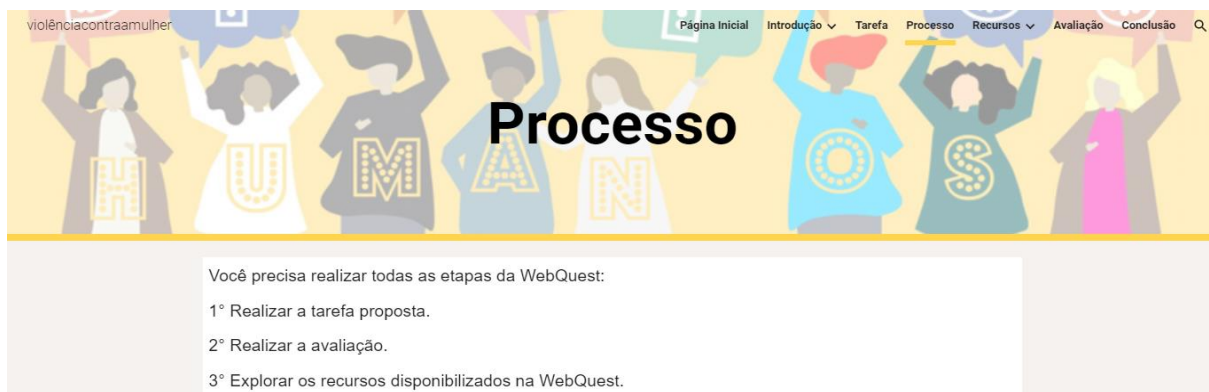 violênciacontraamulher
Página Inicial Introdução Tarefa Processo Recursos Avaliação Conclusão
Processo
H U M A N O S
Você precisa realizar todas as etapas da WebQuest:
1° Realizar a tarefa proposta.
2° Realizar a avaliação.
3° Explorar os recursos disponibilizados na WebQuest.